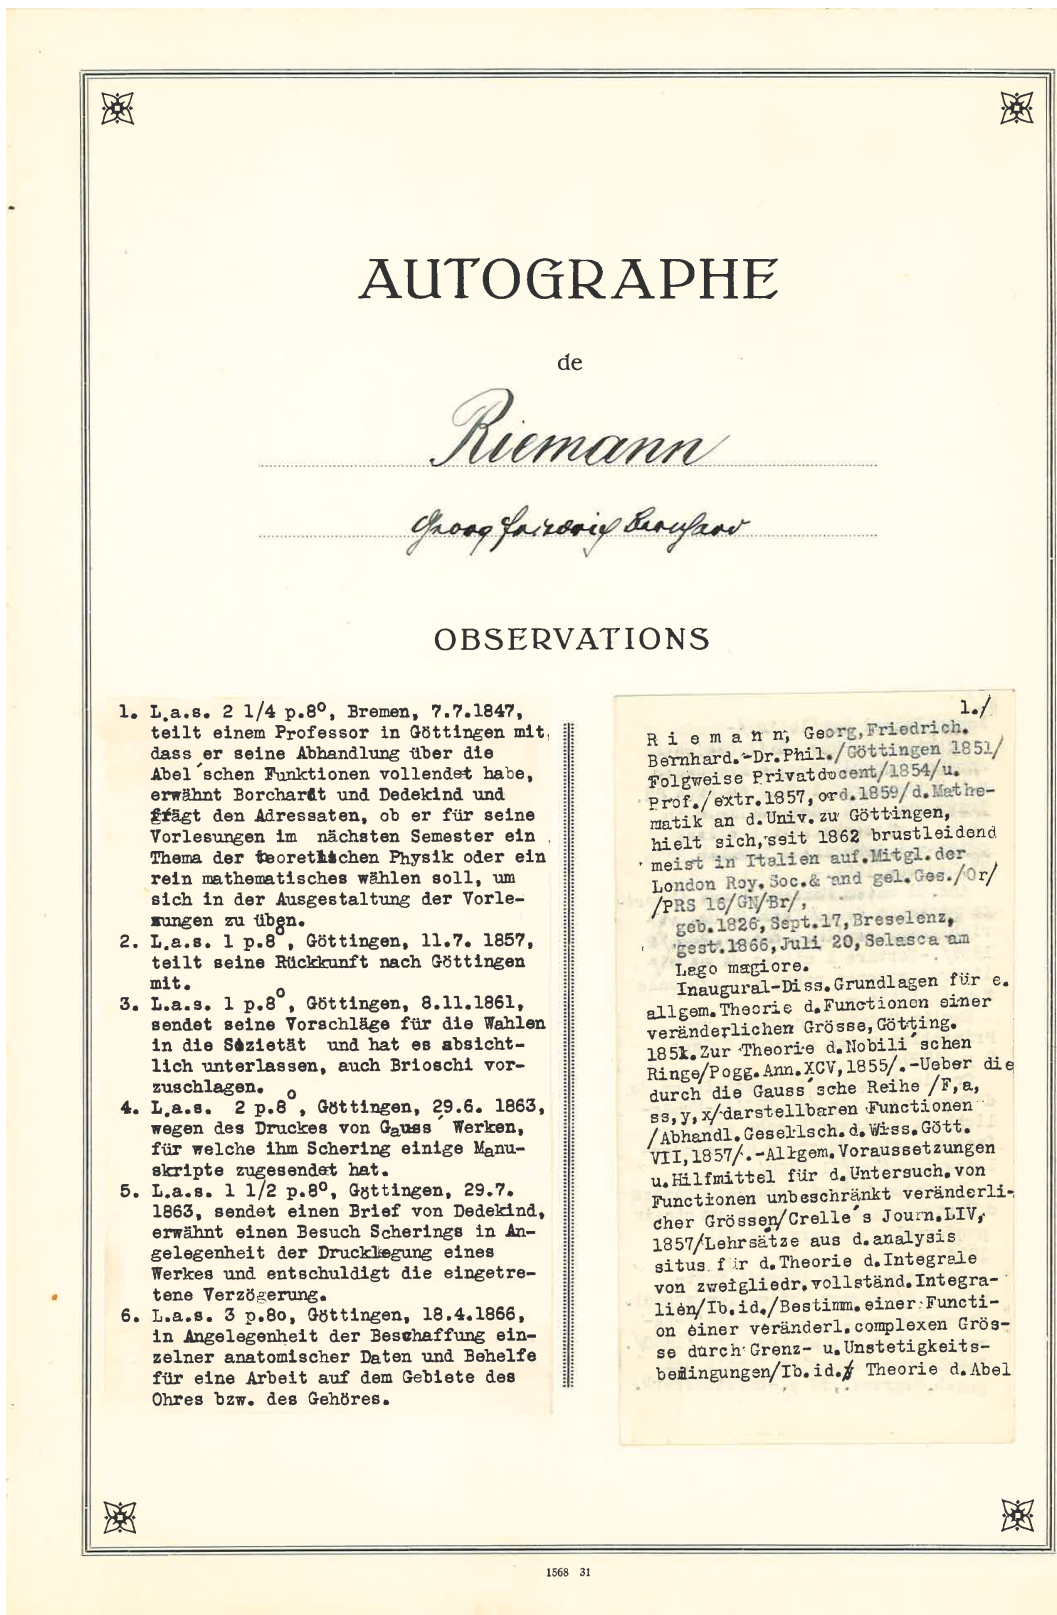 AUTOGRAPHE
de
Riemann
Georg Friedrich Bernhard
OBSERVATIONS
1. L.a.s. 2 1/4 p.8o, Bremen, 7.7.1847,
teilt einem Professor in Göttingen mit,
dass er seine Abhandlung über die
Abel´schen Funktionen vollendet habe,
erwähnt Borchardt und Dedekind und
frägt den Adressaten, ob er für seine
Vorlesungen im nächsten Semester ein
Thema der teoretischen Physik oder ein
rein mathematisches wählen soll, um
sich in der Ausgestaltung der Vorle-
sungen zu üben.
2. L.a.s. 1 p.8o, Göttingen, 11.7. 1857,
teilt seine Rückkunft nach Göttingen
mit.
3. L.a.s. 1 p.8o, Göttingen, 8.11.1861,
sendet seine Vorschläge für die Wahlen
in die Sozietät und hat es absicht-
lich unterlassen, auch Brioschi vor-
zuschlagen.
4. L.a.s. 2 p.8o, Göttingen, 29.6. 1863,
wegen des Druckes von Gauss´ Werken,
für welche ihm Schering einige Manu-
skripte zugesendet hat.
5. L.a.s. 1 1/2 p.8o, Göttingen, 29.7.
1863, sendet einen Brief von Dedekind,
erwähnt einen Besuch Scherings in An-
gelegenheit der Drucklegung eines
Werkes und entschuldigt die eingetre-
tene Verzögerung.
6. L.a.s. 3 p.8o, Göttingen, 18.4.1866,
in Angelegenheit der Beschaffung ein-
zelner anatomischer Daten und Behelfe
für eine Arbeit auf dem Gebiete des
Ohres bzw. des Gehöres.
1./
R i e m a n n, Georg,Friedrich.
Bernhard.-Dr.Phil./Göttingen 1851/
Folgweise Privatdocent/1854/u.
Prof./extr.1857,ord.1859/d.Mathe-
matik an d.Univ.zu Göttingen,
hielt sich,seit 1862 brustleidend
meist in Italien auf.Mitgl.der
London Roy.Soc.& and gel.Ges./Or/
/PRS 16/GN/Br/,
geb.1826,Sept.17,Breselenz,
gest.1866,Juli 20,Selasca am
Lago magiore.
Inaugural-Diss.Grundlagen für e.
allgem.Theorie d.Functionen einer
veränderlichen Grösse,Götting.
1851.Zur Theorie d.Nobili´schen
Ringe/Pogg.Ann.XCV,1855/.-Ueber die
durch die Gauss´sche Reihe /F,a,
ss,y,x/darstellbaren Functionen
/Abhandl.Gesellsch.d.Wiss.Gött.
VII,1857/.-Allgem.Voraussetzungen
u.Hilfmittel für d.Untersuch.von
Functionen unbeschränkt veränderli-
cher Grössen/Crelle´s Journ.LIV,
1857/Lehrsätze aus d.analysis
situs für d.Theorie d.Integrale
von zweigliedr.vollständ.Integra-
lien/Ib.id./Bestimm.einer Functi-
on einer veränderl.complexen Grös-
se durch Grenz- u.Unstetigkeits-
bedingungen/Ib.id./ Theorie d.Abel
1568 31